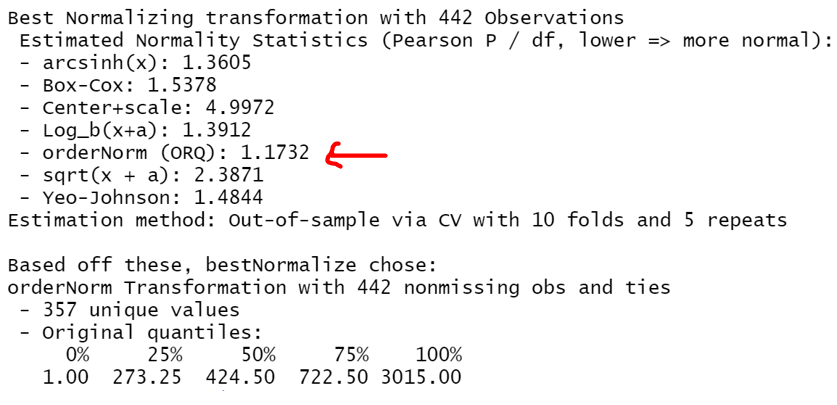 Best Normalizing transformation with 442 Observations
 Estimated Normality Statistics (Pearson P / df, lower => more normal):
 - arcsinh(x): 1.3605
 - Box-Cox: 1.5378
 - Center+scale: 4.9972
 - Log_b(x+a): 1.3912
 - orderNorm (ORQ): 1.1732
 - sqrt(x + a): 2.3871
 - Yeo-Johnson: 1.4844
Estimation method: Out-of-sample via CV with 10 folds and 5 repeats

Based off these, bestNormalize chose:
orderNorm Transformation with 442 nonmissing obs and ties
 - 357 unique values
 - Original quantiles:
     0%     25%     50%     75%    100%
   1.00  273.25  424.50  722.50 3015.00